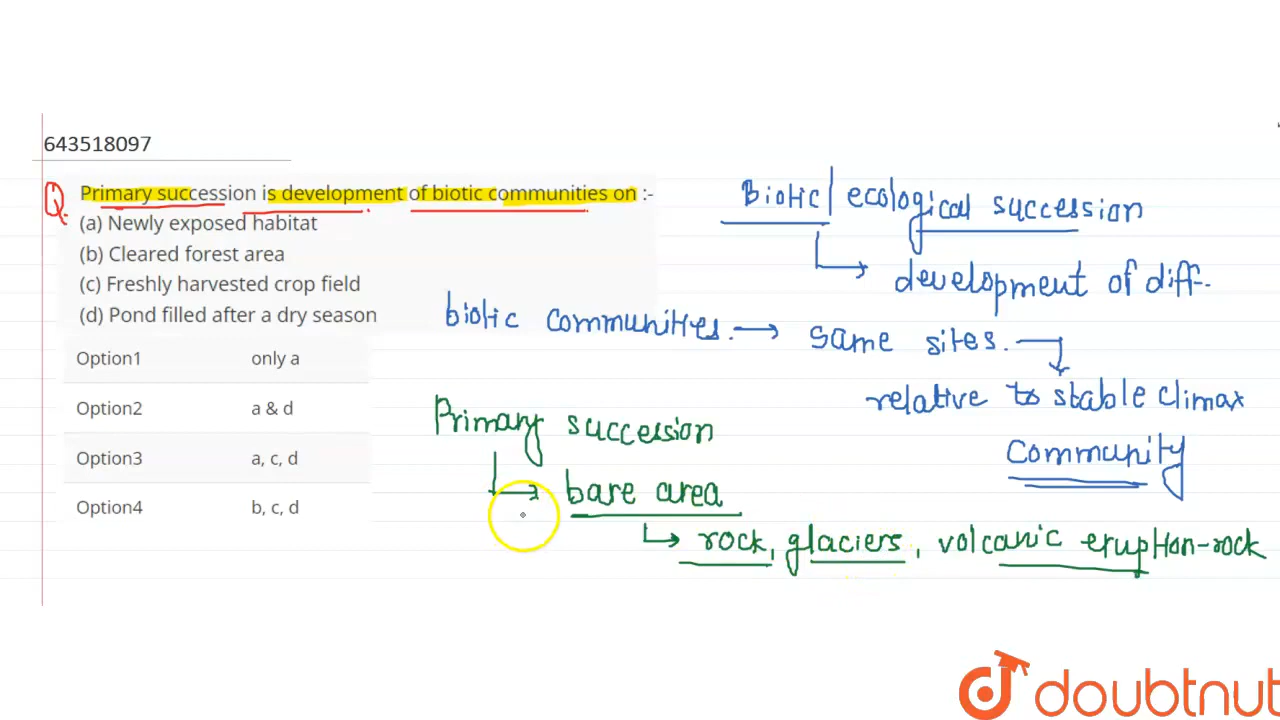 643518097
Q. Primary succession is development of biotic communities on :-
(a) Newly exposed habitat
(b) Cleared forest area
(c) Freshly harvested crop field
(d) Pond filled after a dry season
Option1 only a
Option2 a & d
Option3 a, c, d
Option4 b, c, d
Biotic/ecological succession
development of diff.
biotic communities. → same sites.
relative to stable climax
community
Primary succession
bare area
rock, glaciers, volcanic eruption-rock
doubtnut